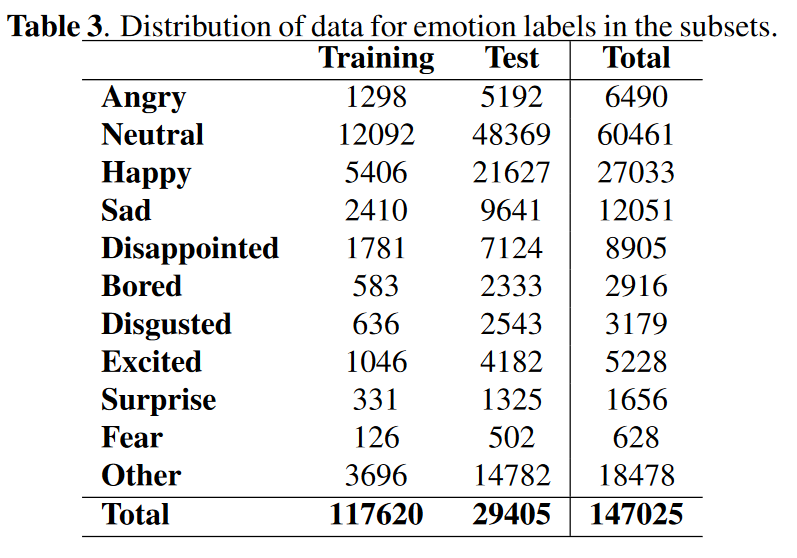 Table 3. Distribution of data for emotion labels in the subsets.
Training Test Total
Angry 1298 5192 6490
Neutral 12092 48369 60461
Happy 5406 21627 27033
Sad 2410 9641 12051
Disappointed 1781 7124 8905
Bored 583 2333 2916
Disgusted 636 2543 3179
Excited 1046 4182 5228
Surprise 331 1325 1656
Fear 126 502 628
Other 3696 14782 18478
Total 117620 29405 147025